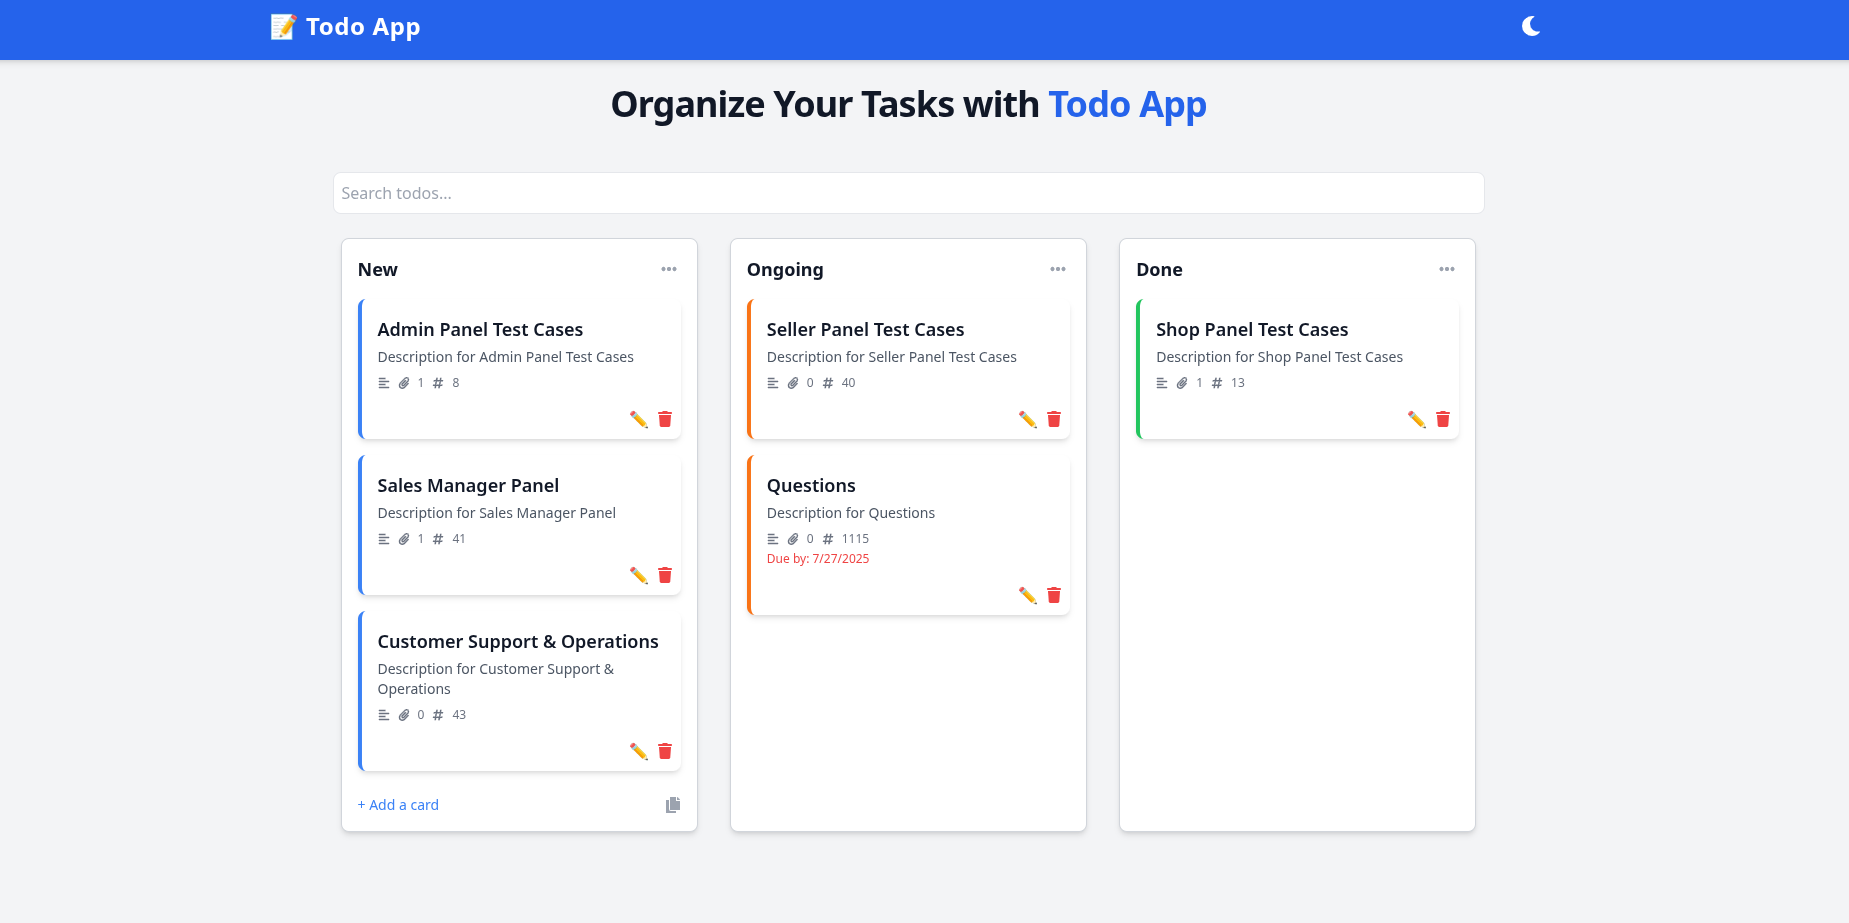 📝 Todo App
Organize Your Tasks with Todo App
Search todos...
New
Admin Panel Test Cases
Description for Admin Panel Test Cases
1 # 8
Sales Manager Panel
Description for Sales Manager Panel
1 # 41
Customer Support & Operations
Description for Customer Support &
Operations
0 # 43
+ Add a card
Ongoing
Seller Panel Test Cases
Description for Seller Panel Test Cases
0 # 40
Questions
Description for Questions
0 # 1115
Due by: 7/27/2025
Done
Shop Panel Test Cases
Description for Shop Panel Test Cases
1 # 13